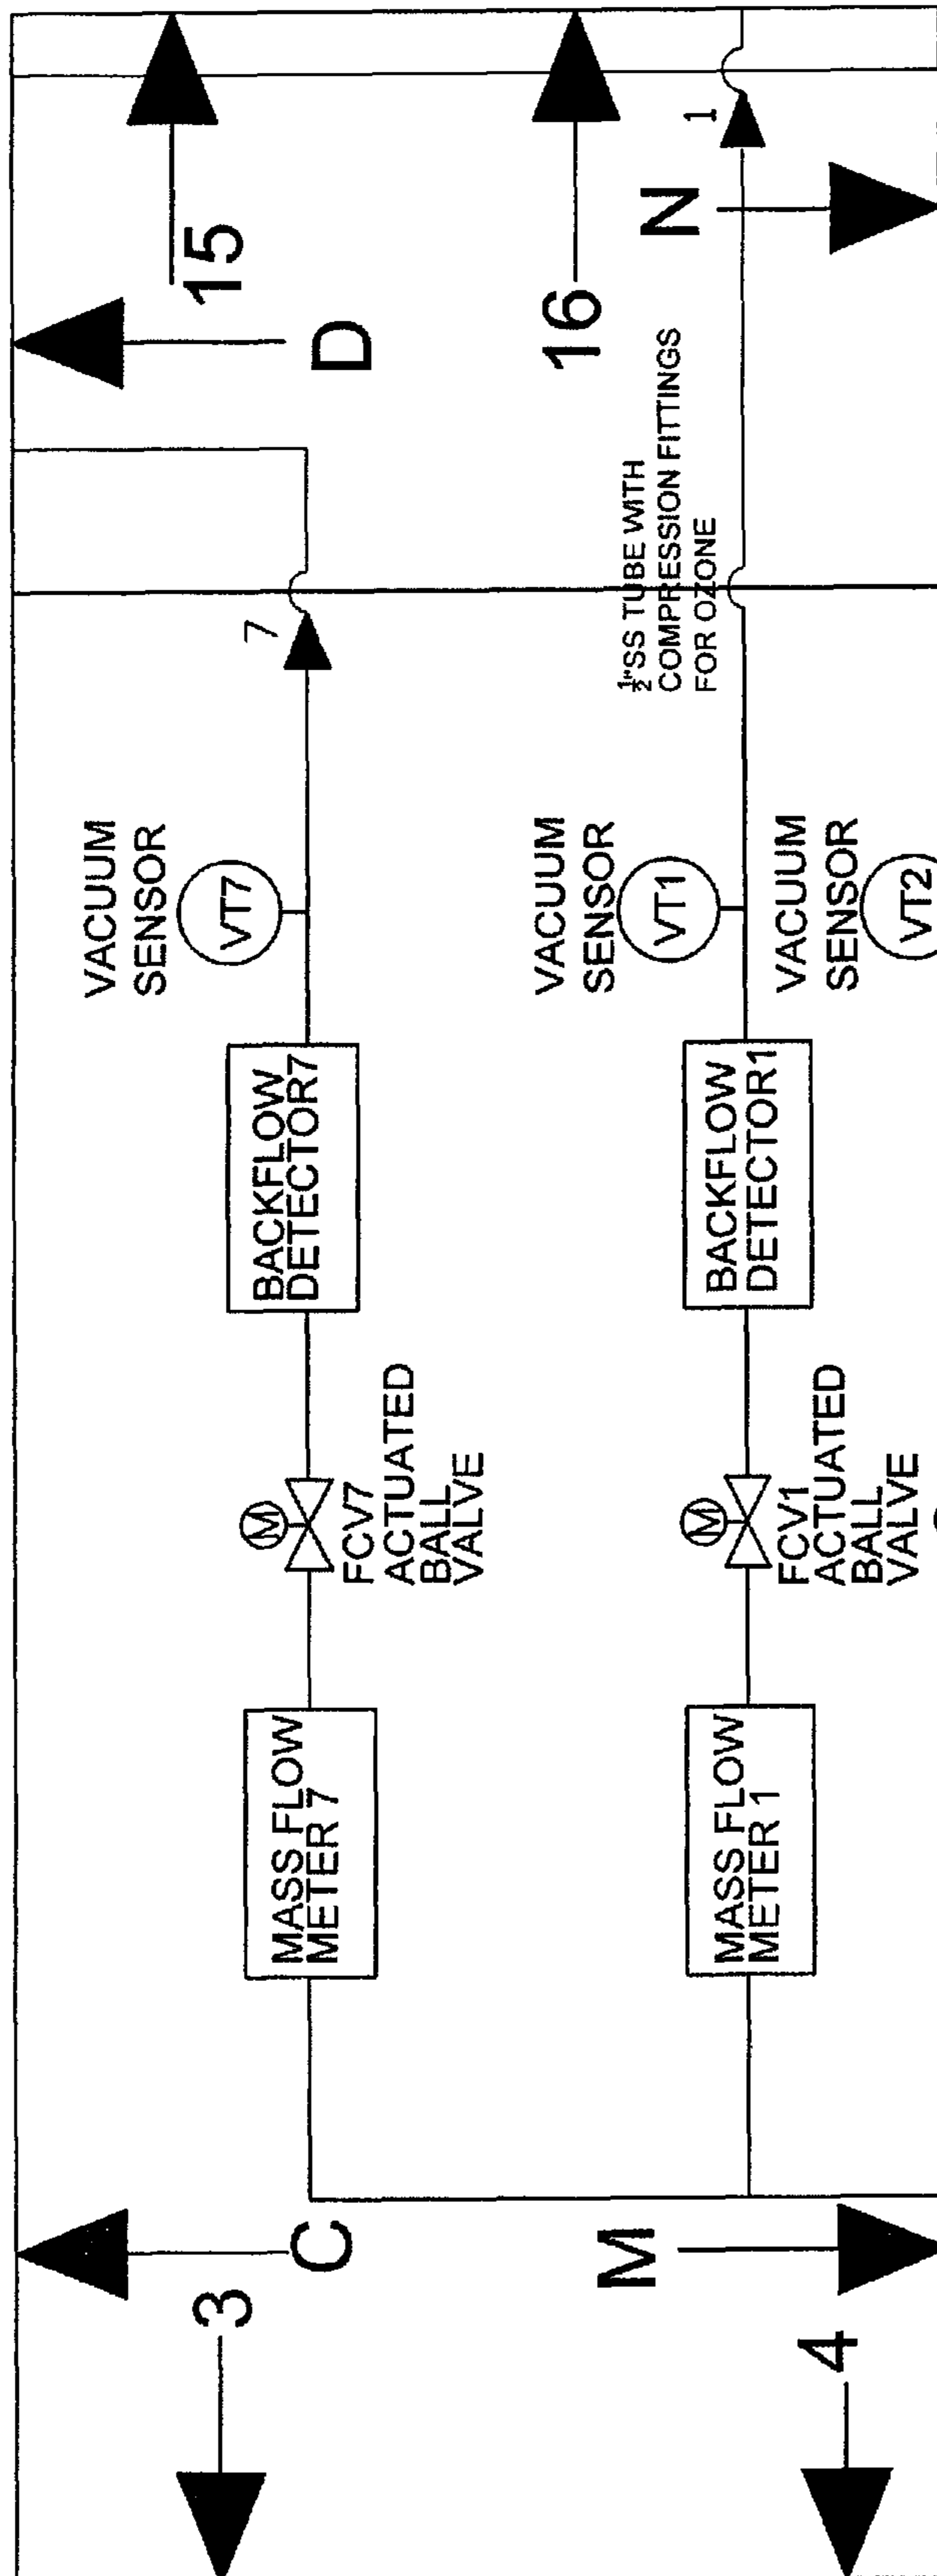 3
C
MASS FLOW
METER 7
M
FCV7
ACTUATED
BALL
VALVE
BACKFLOW
DETECTOR7
VACUUM
SENSOR
VT7
7
D
15
4
M
MASS FLOW
METER 1
M
FCV1
ACTUATED
BALL
VALVE
BACKFLOW
DETECTOR1
VACUUM
SENSOR
VT1
VACUUM
SENSOR
VT2
½"SS TUBE WITH
COMPRESSION FITTINGS
FOR OZONE
16
N
1